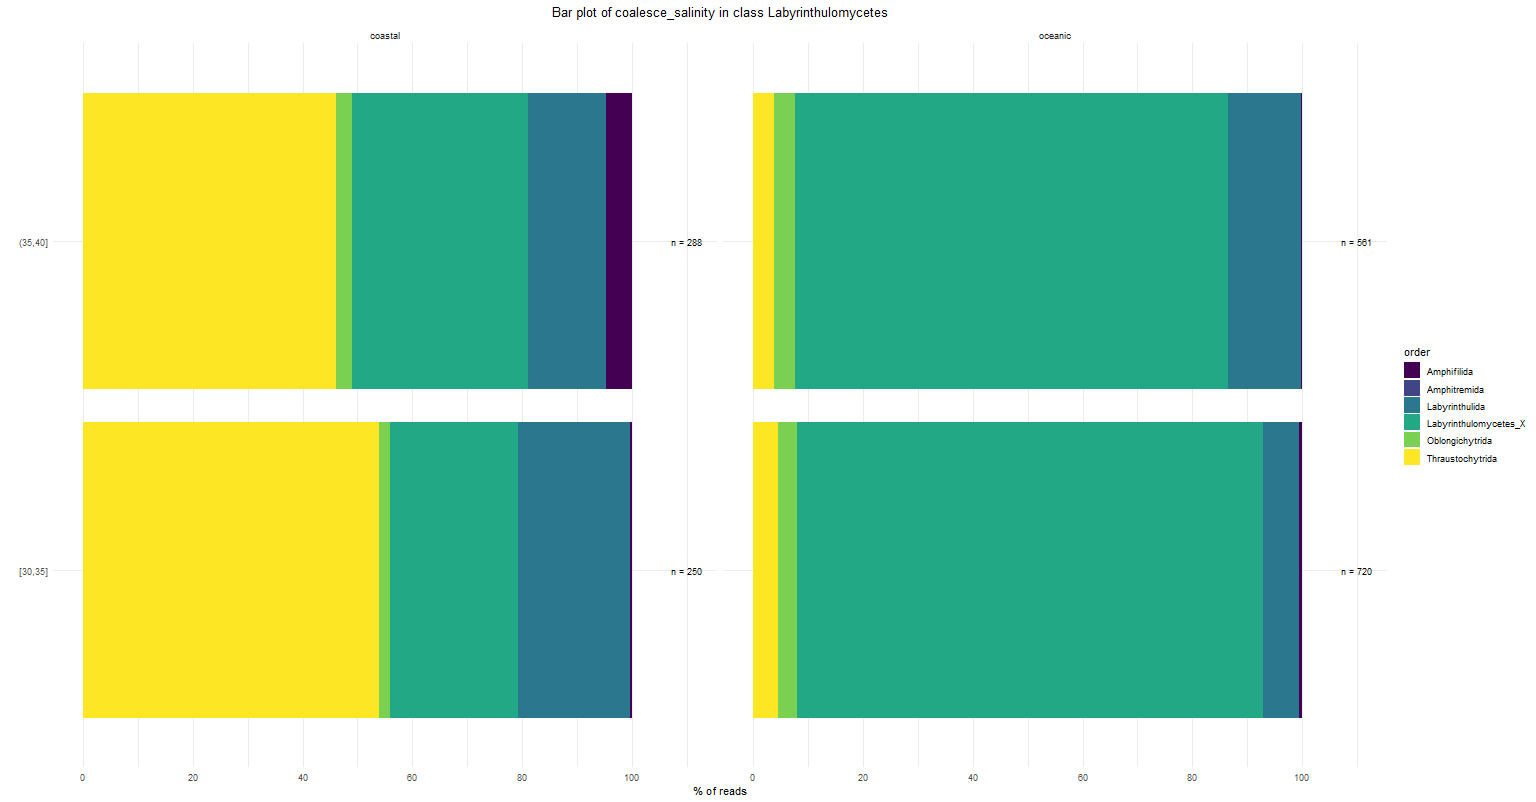 Bar plot of coalesce_salinity in class Labyrinthulomycetes
coastal
oceanic
(35,40]
n = 288
n = 561
[30,35]
n = 250
n = 720
0 20 40 60 80 100
0 20 40 60 80 100
% of reads
order
Amphifilida
Amphitremida
Labyrinthulida
Labyrinthulomycetes_X
Oblongichytrida
Thraustochytrida